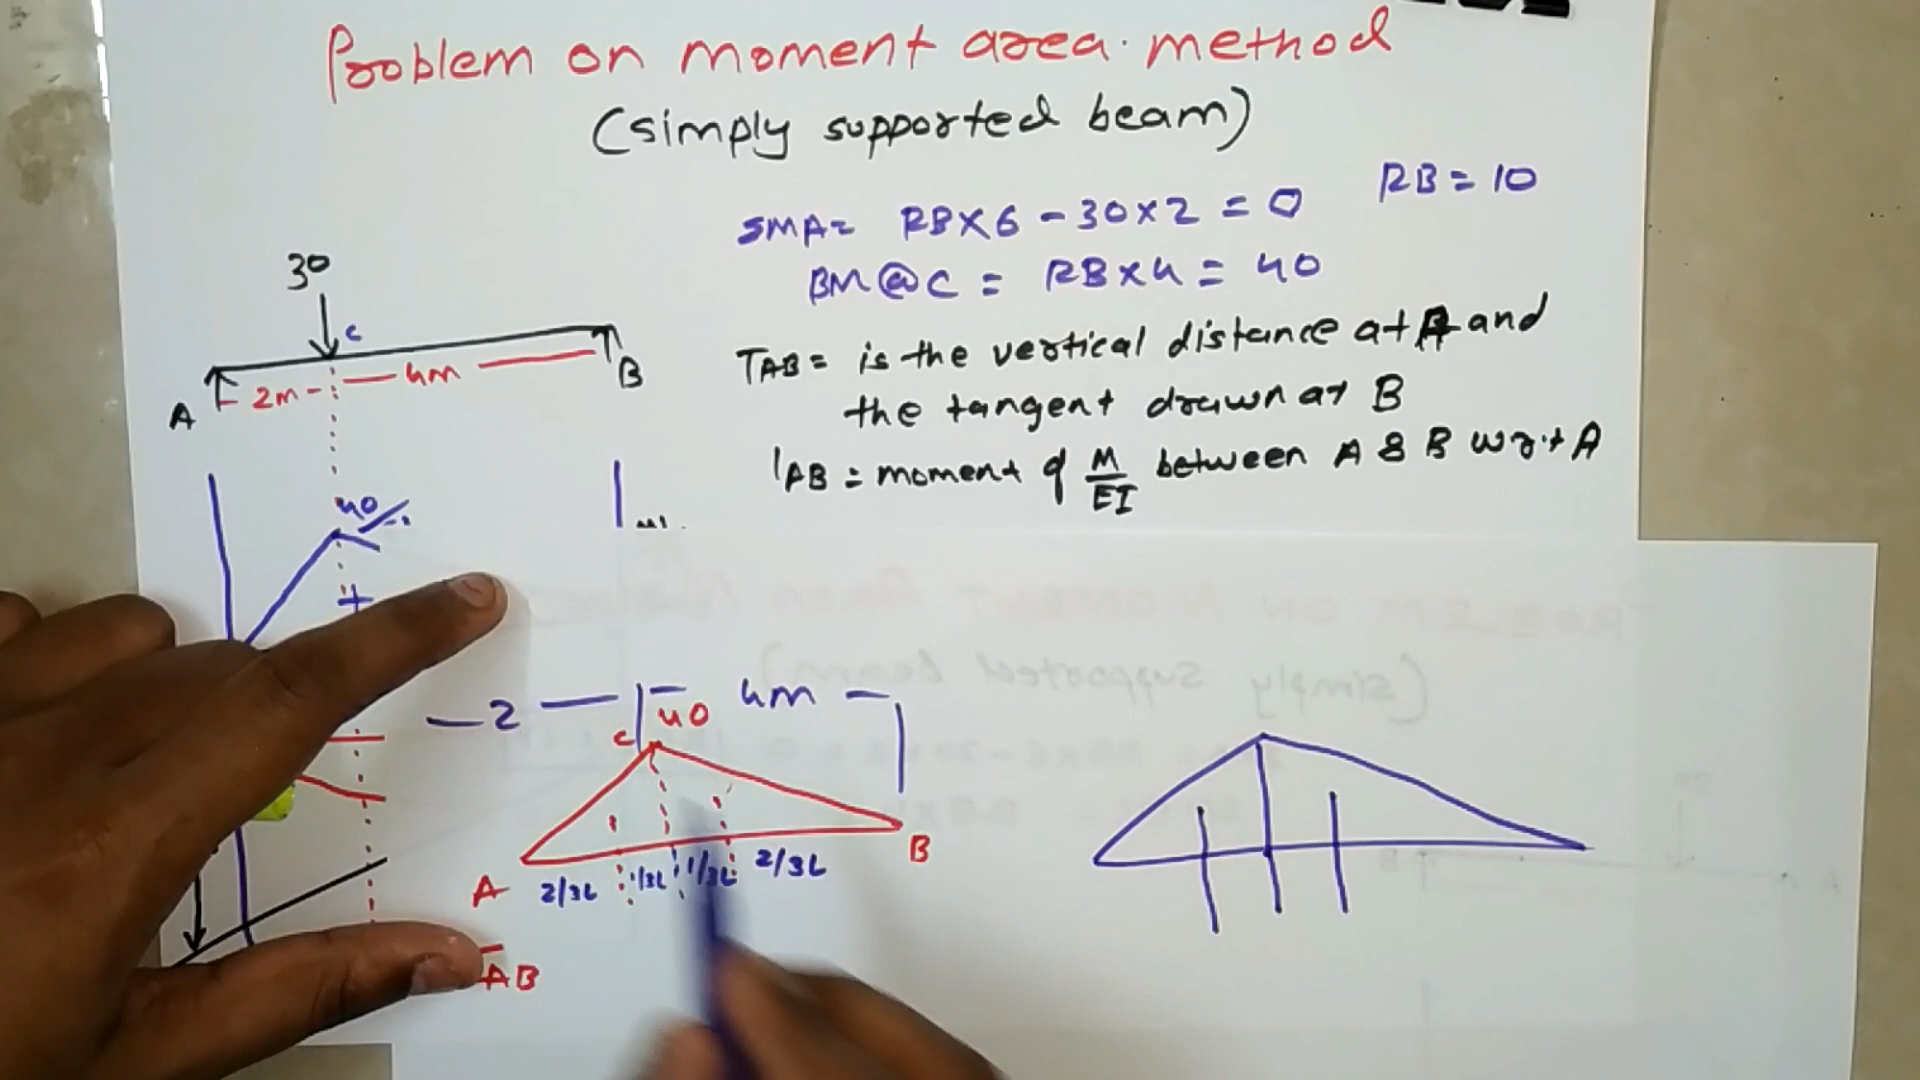 Problem on moment area method
(simply supported beam)
RB = 10
ΣMA = RB×6 - 30×2 = 0
BM@C = RB×4 = 40
TAB = is the vertical distance at A and
the tangent drawn at B
TAB = moment of M/EI between A & B w.r.t A
30
C
2m
4m
A
B
40
+
2
4m
C
40
A
2/3L
1/3L
1/3L
2/3L
B
AB